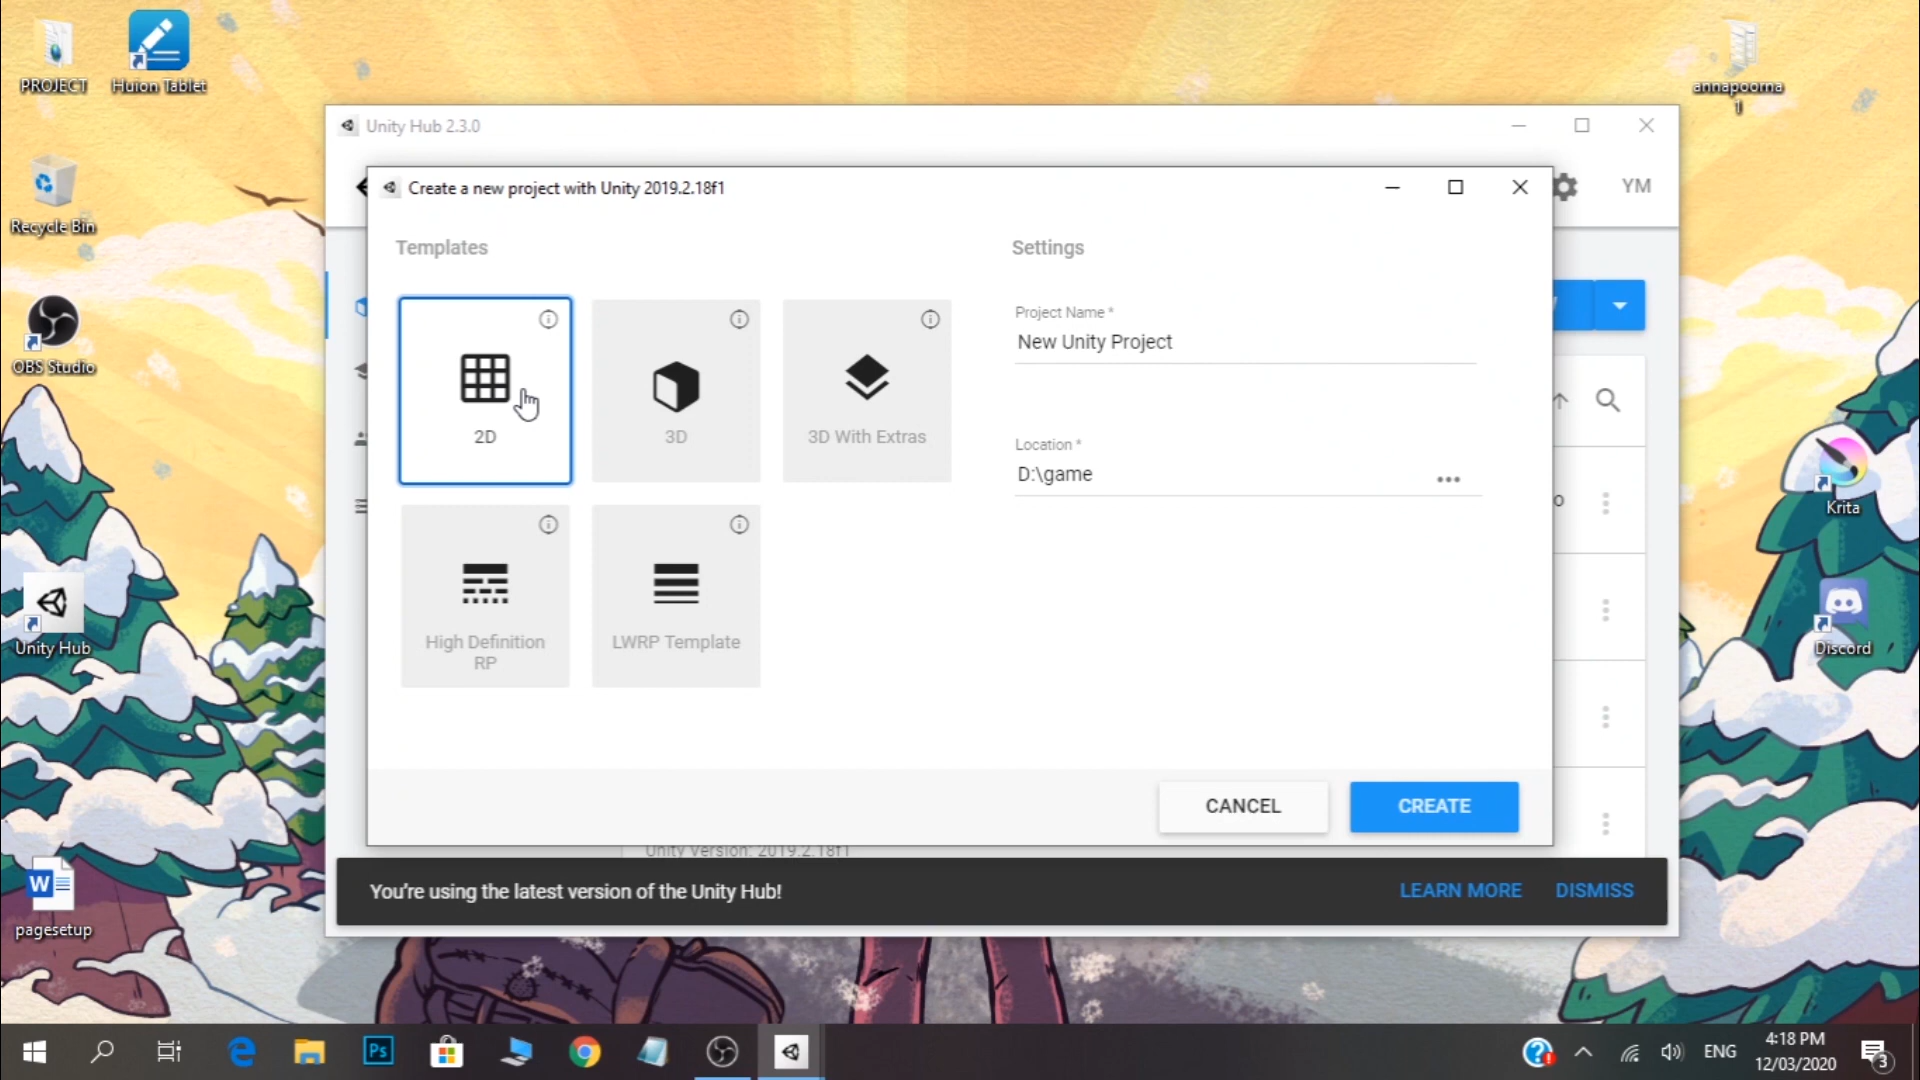 PROJECT
Huion Tablet
annapoorna
1
Unity Hub 2.3.0
Create a new project with Unity 2019.2.18f1
YM
Templates
Settings
2D
3D
3D With Extras
High Definition
RP
LWRP Template
Project Name *
New Unity Project
Location *
D:\game
CANCEL
CREATE
Unity Version: 2019.2.18f1
You're using the latest version of the Unity Hub!
LEARN MORE
DISMISS
Recycle Bin
OBS Studio
Unity Hub
W
pagesetup
Krita
Discord
Ps
ENG
4:18 PM
12/03/2020
3